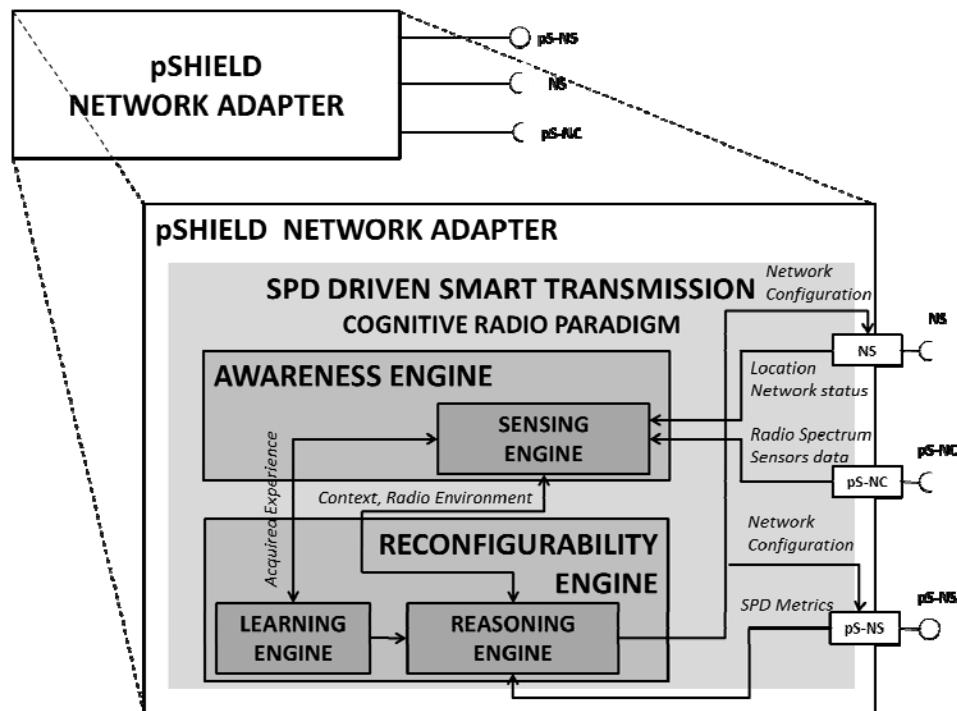 pSHIELD
NETWORK ADAPTER
pS-NS
NS
pS-NC
pSHIELD NETWORK ADAPTER
SPD DRIVEN SMART TRANSMISSION
COGNITIVE RADIO PARADIGM
Network
Configuration
NS
NS
AWARENESS ENGINE
Location
Network status
SENSING
ENGINE
Radio Spectrum
Sensors data
pS-NC
pS-NC
Acquired Experience
Context, Radio Environment
Network
Configuration
RECONFIGURABILITY
ENGINE
SPD Metrics
pS-NS
pS-NS
LEARNING
ENGINE
REASONING
ENGINE